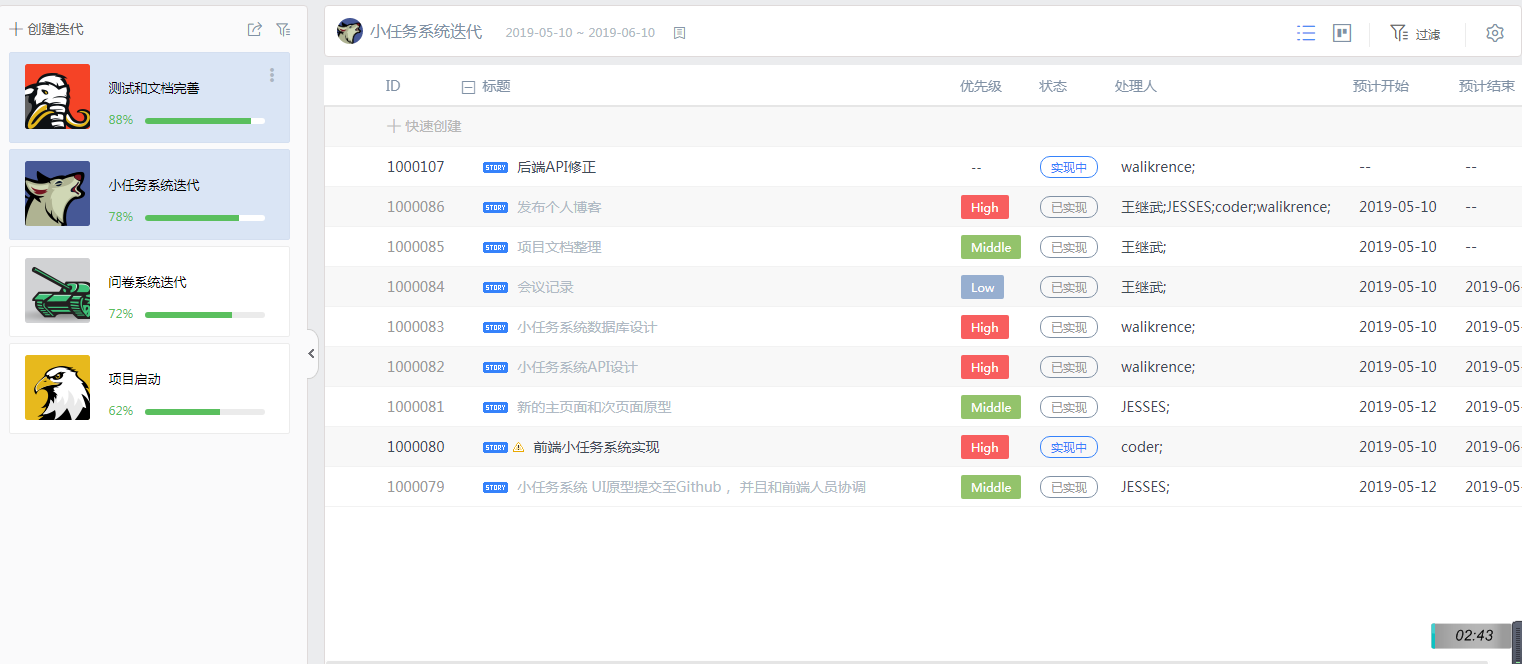 创建迭代
测试和文档完善
88%
小任务系统迭代
78%
问卷系统迭代
72%
项目启动
62%
小任务系统迭代 2019-05-10 ~ 2019-06-10 过滤
ID 标题 优先级 状态 处理人 预计开始 预计结束
快速创建
1000107 STORY 后端API修正 -- 实现中 walikrence; -- --
1000086 STORY 发布个人博客 High 已实现 王继武;JESSES;coder;walikrence; 2019-05-10 --
1000085 STORY 项目文档整理 Middle 已实现 王继武; 2019-05-10 --
1000084 STORY 会议记录 Low 已实现 王继武; 2019-05-10 2019-06-
1000083 STORY 小任务系统数据库设计 High 已实现 walikrence; 2019-05-10 2019-05-
1000082 STORY 小任务系统API设计 High 已实现 walikrence; 2019-05-10 2019-05-
1000081 STORY 新的主页面和次页面原型 Middle 已实现 JESSES; 2019-05-12 2019-05-
1000080 STORY 前端小任务系统实现 High 实现中 coder; 2019-05-10 2019-06-
1000079 STORY 小任务系统 UI原型提交至Github ，并且和前端人员协调 Middle 已实现 JESSES; 2019-05-12 2019-05-
02:43